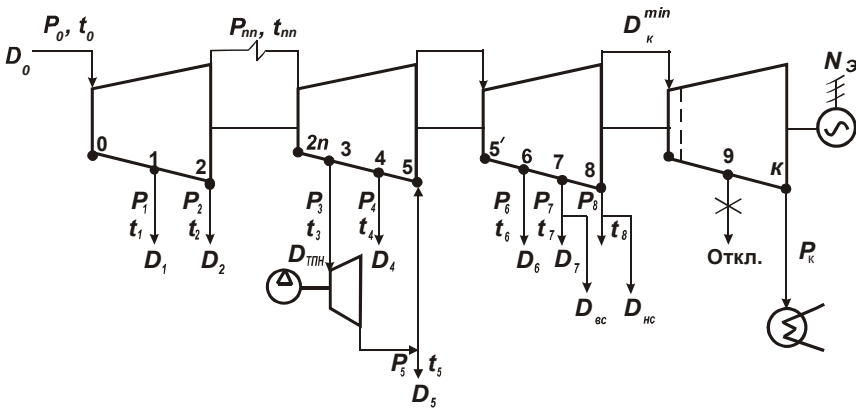 P₀, t₀
Pпп, tпп
Dк^min
D₀
Nэ
0
1
2
2п
3
4
5
5′
6
7
8
9
к
P₁
P₂
P₃
P₄
P₆
P₇
P₈
t₁
t₂
t₃
t₄
t₆
t₇
t₈
Pк
D₁
D₂
DТПН
D₄
D₆
D₇
Откл.
Dвс
Dнс
P₅
t₅
D₅